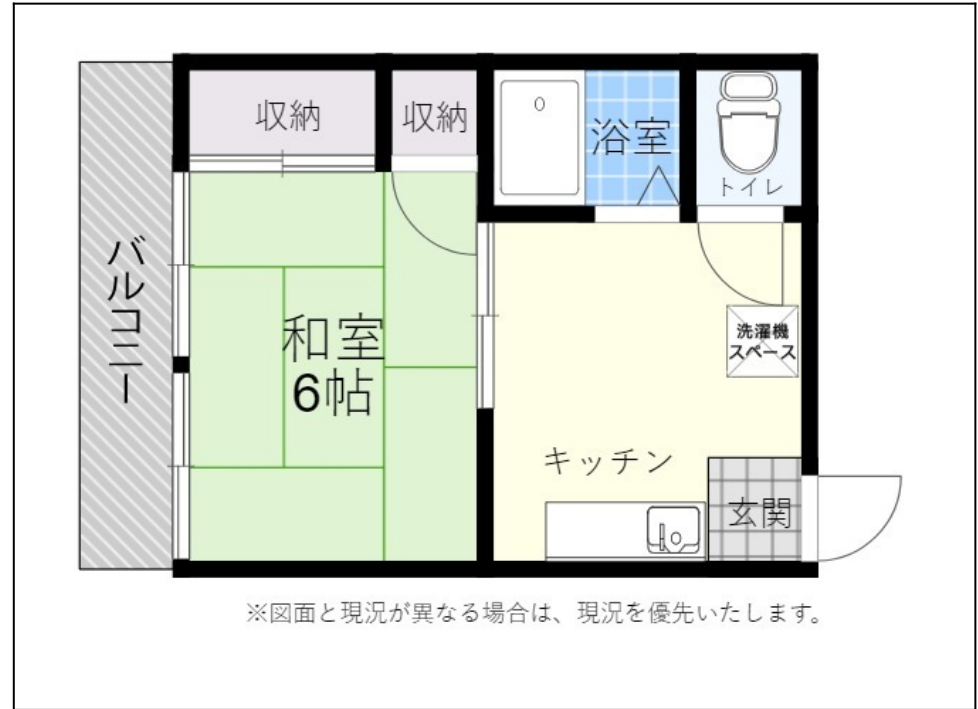 収納
収納
浴室
トイレ
バルコニー
和室
6帖
洗濯機
スペース
キッチン
玄関
※図面と現況が異なる場合は、現況を優先いたします。